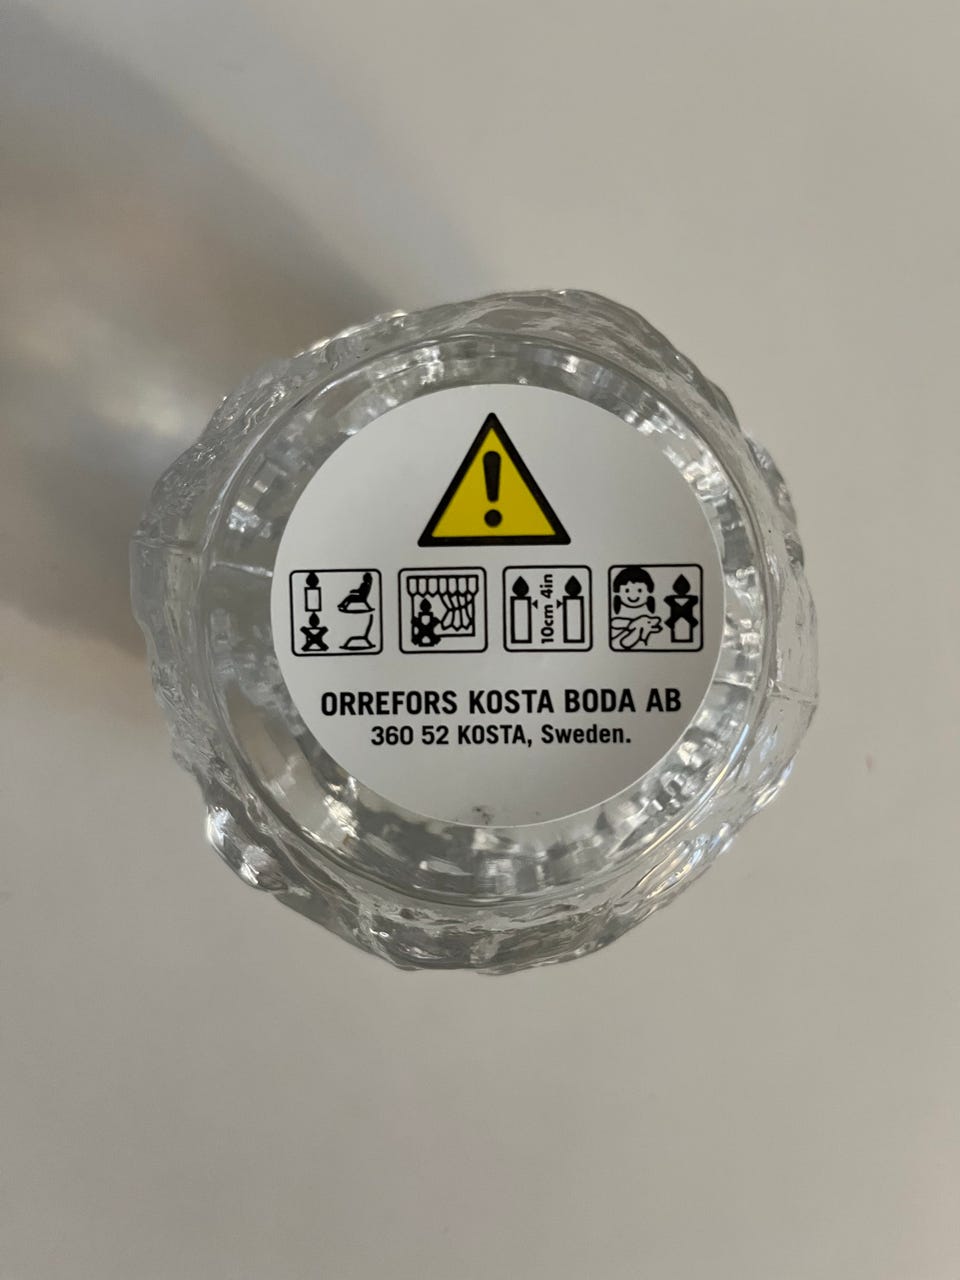 10cm 4in
ORREFORS KOSTA BODA AB
360 52 KOSTA, Sweden.